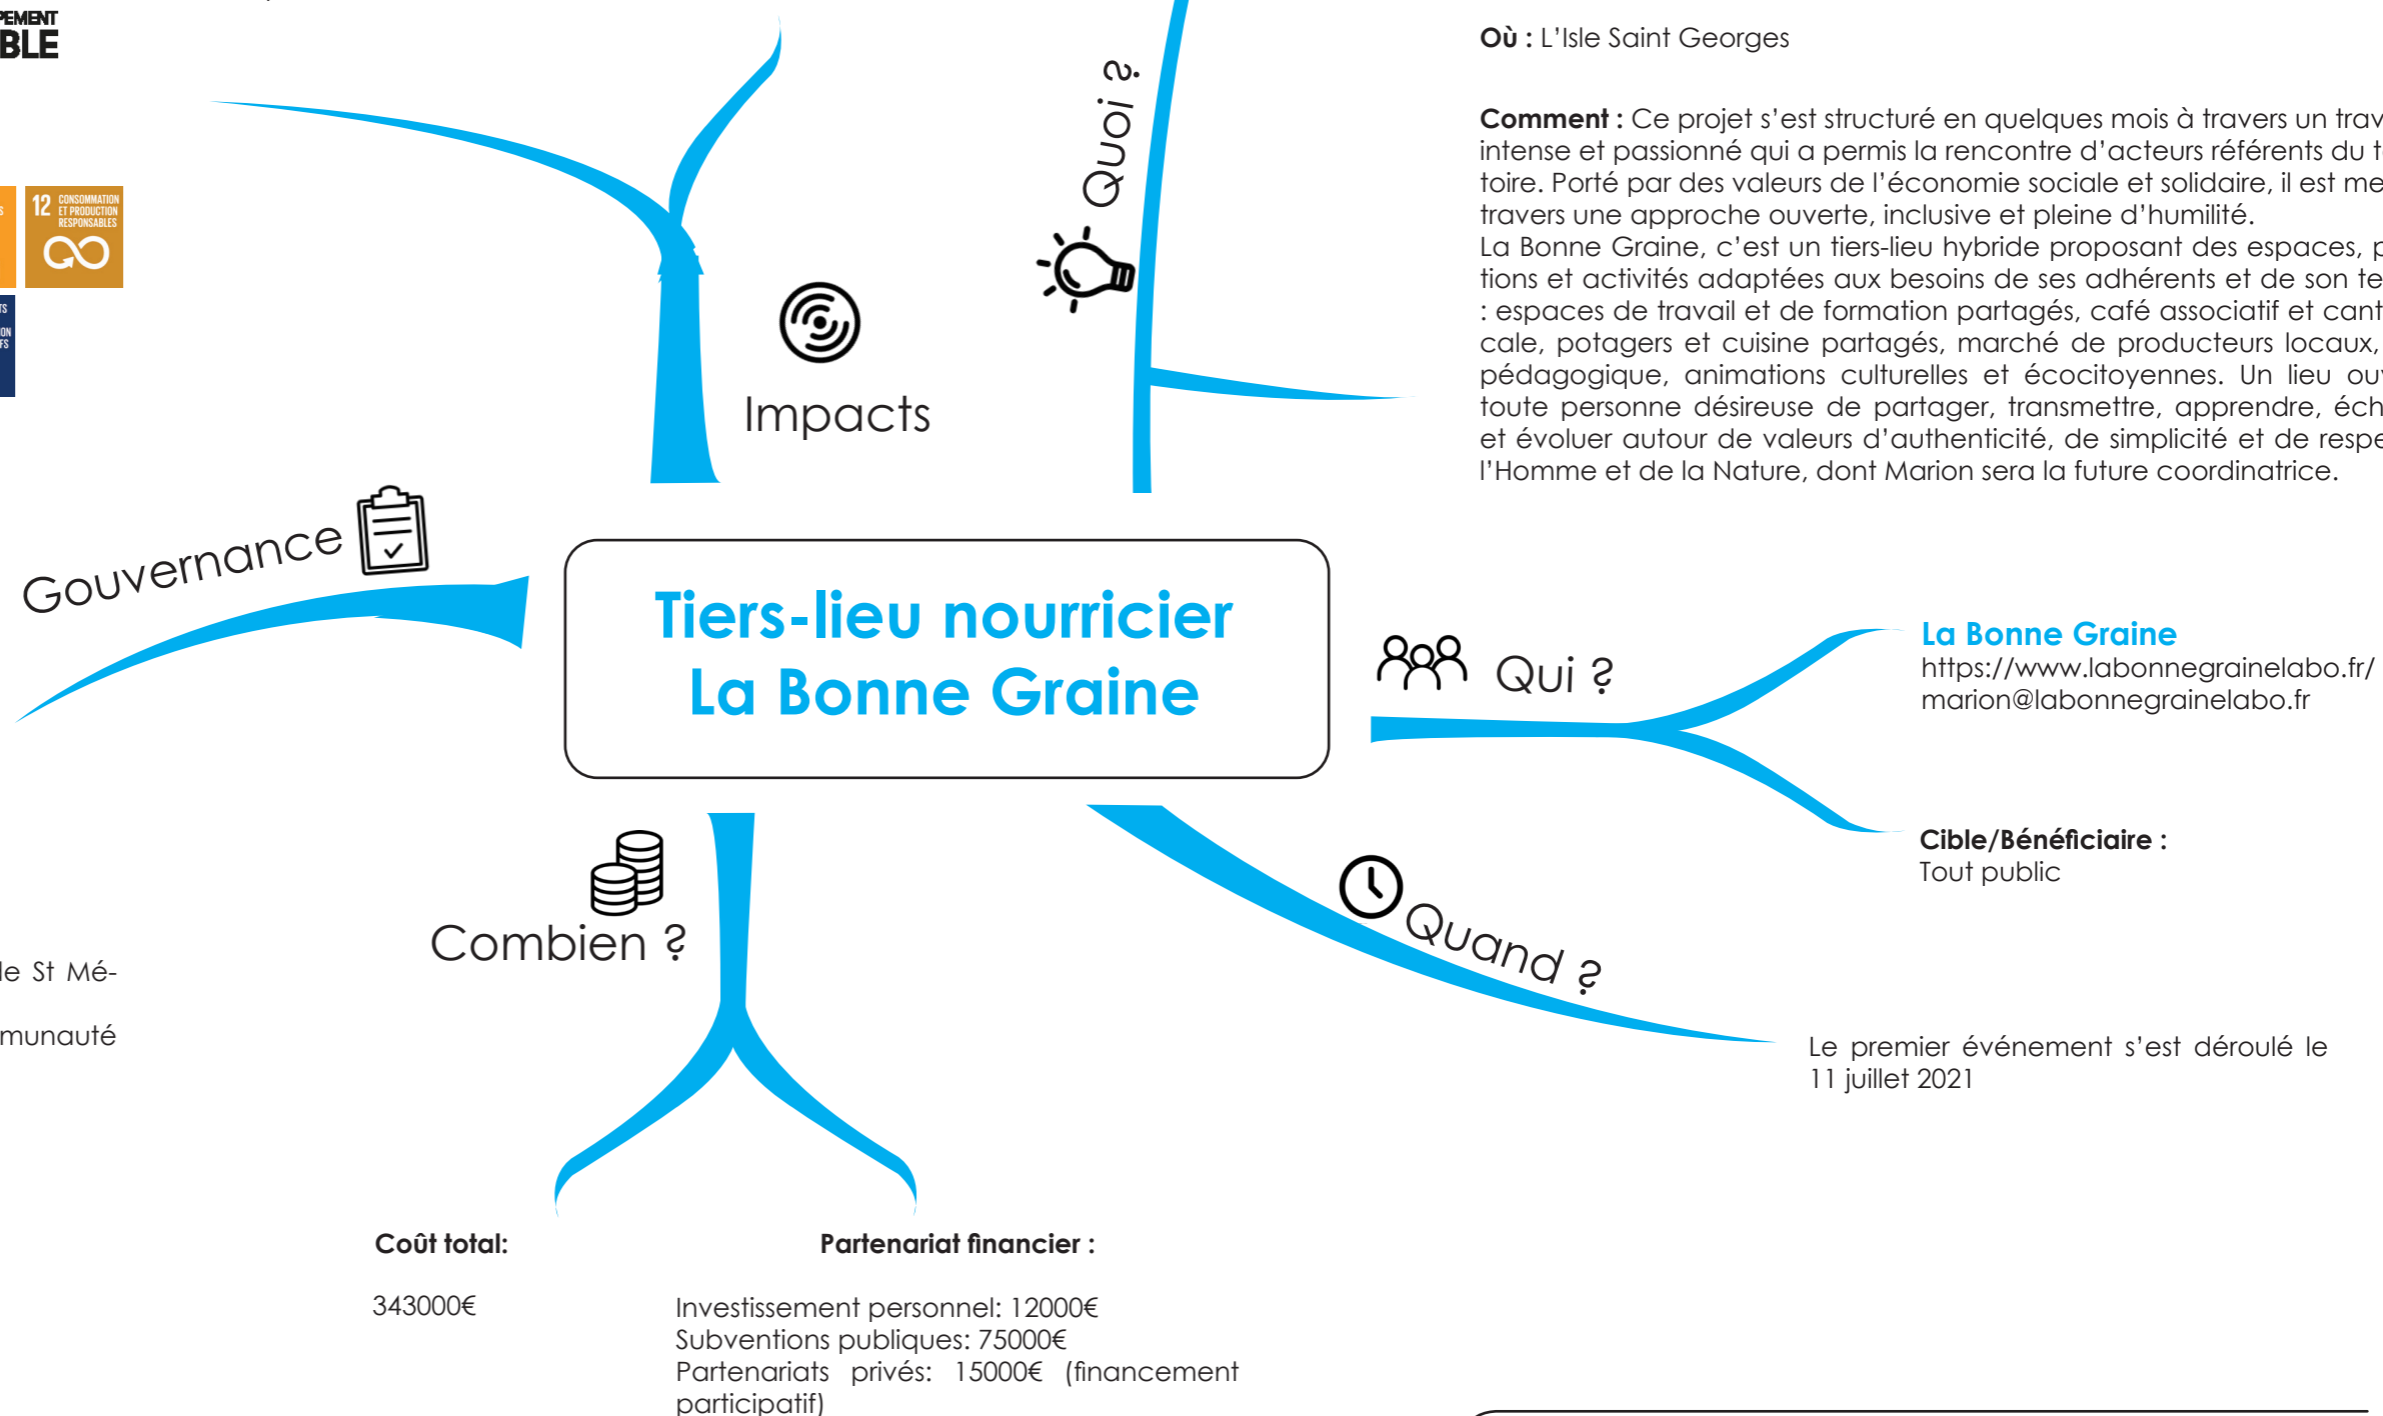 BLE
12 CONSOMMATION
ET PRODUCTION
RESPONSABLES
Impacts
Quoi ?
Où : L'Isle Saint Georges
Comment : Ce projet s'est structuré en quelques mois à travers un
intense et passionné qui a permis la rencontre d'acteurs référents du
toire. Porté par des valeurs de l'économie sociale et solidaire, il est
travers une approche ouverte, inclusive et pleine d'humilité.
La Bonne Graine, c'est un tiers-lieu hybride proposant des espaces,
tions et activités adaptées aux besoins de ses adhérents et de son
: espaces de travail et de formation partagés, café associatif et
cale, potagers et cuisine partagés, marché de producteurs locaux,
pédagogique, animations culturelles et écocitoyennes. Un lieu
toute personne désireuse de partager, transmettre, apprendre,
et évoluer autour de valeurs d'authenticité, de simplicité et de
l'Homme et de la Nature, dont Marion sera la future coordinatrice.
Gouvernance
Tiers-lieu nourricier
La Bonne Graine
Qui ?
La Bonne Graine
https://www.labonnegrainelabo.fr/
marion@labonnegrainelabo.fr
Cible/Bénéficiaire :
Tout public
Quand ?
Le premier événement s'est déroulé le
11 juillet 2021
St Mé-
munauté
Combien ?
Coût total:
343000€
Partenariat financier :
Investissement personnel: 12000€
Subventions publiques: 75000€
Partenariats privés: 15000€ (financement
participatif)